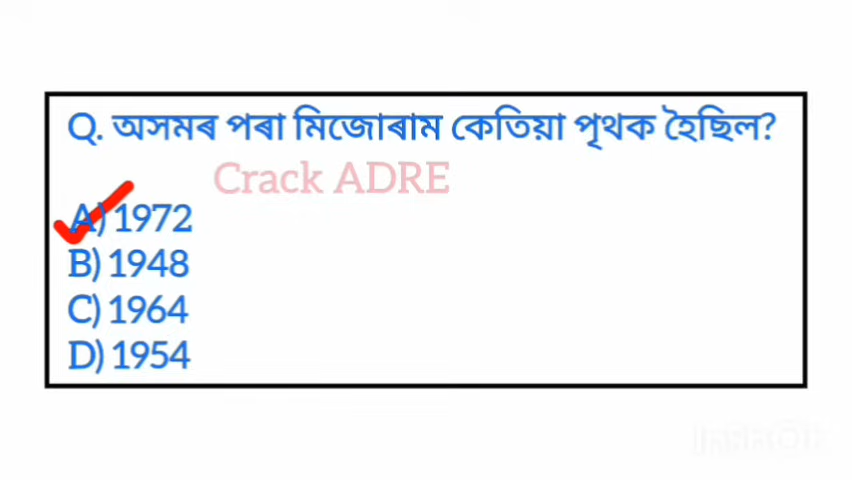 Q. অসমৰ পৰা মিজোৰাম কেতিয়া পৃথক হৈছিল?
Crack ADRE
A) 1972
B) 1948
C) 1964
D) 1954